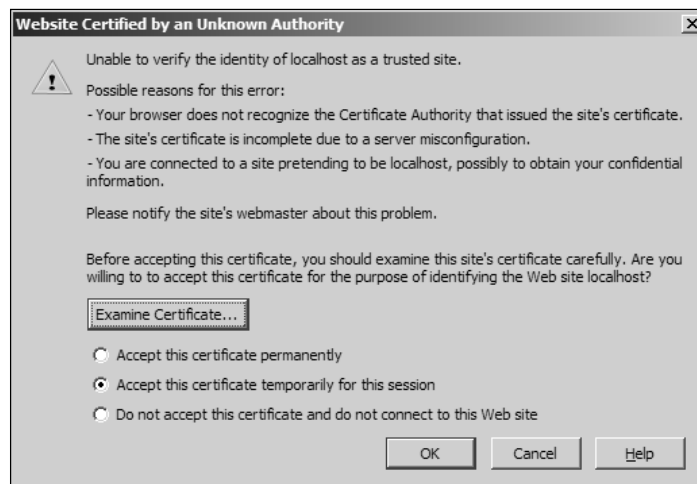 Website Certified by an Unknown Authority
Unable to verify the identity of localhost as a trusted site.
Possible reasons for this error:
- Your browser does not recognize the Certificate Authority that issued the site's certificate.
- The site's certificate is incomplete due to a server misconfiguration.
- You are connected to a site pretending to be localhost, possibly to obtain your confidential
information.
Please notify the site's webmaster about this problem.
Before accepting this certificate, you should examine this site's certificate carefully. Are you
willing to to accept this certificate for the purpose of identifying the Web site localhost?
Examine Certificate...
Accept this certificate permanently
Accept this certificate temporarily for this session
Do not accept this certificate and do not connect to this Web site
OK Cancel Help